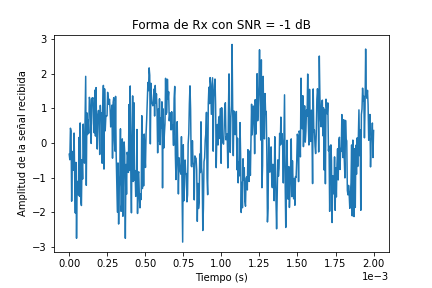 Forma de Rx con SNR = -1 dB
Amplitud de la señal recibida
3
2
1
0
−1
−2
−3
0.00 0.25 0.50 0.75 1.00 1.25 1.50 1.75 2.00
Tiempo (s)
1e−3